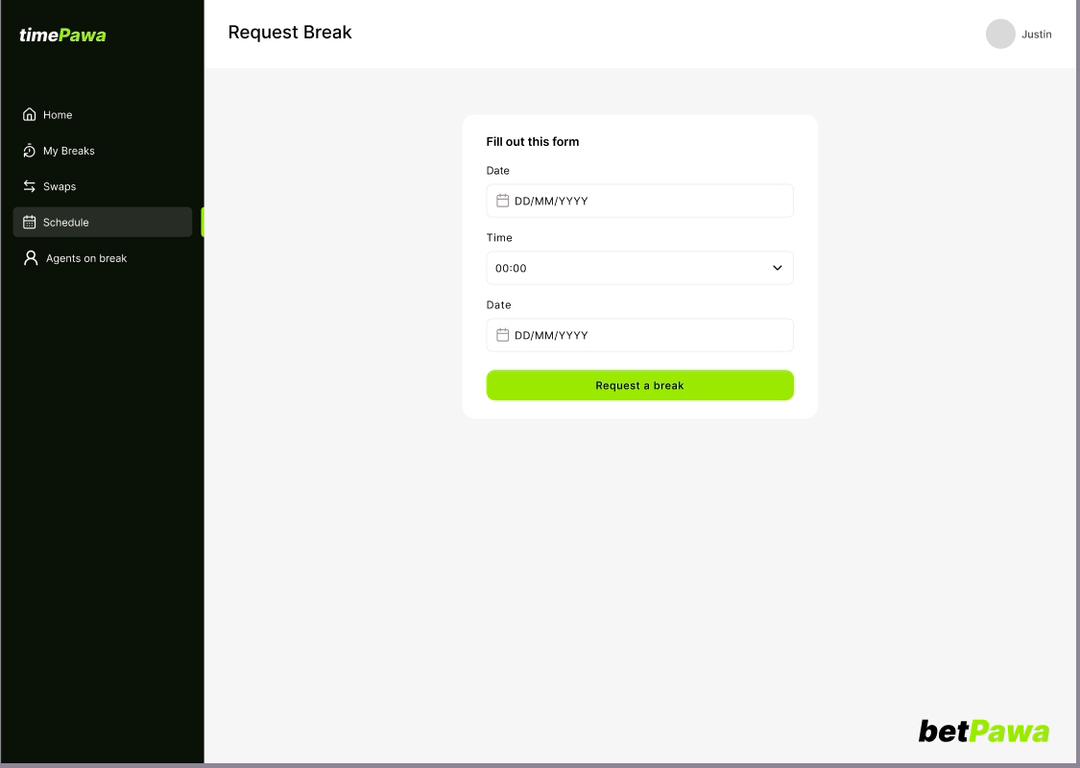 timePawa
Request Break
Justin
Home
My Breaks
Swaps
Schedule
Agents on break
Fill out this form
Date
DD/MM/YYYY
Time
00:00
Date
DD/MM/YYYY
Request a break
betPawa